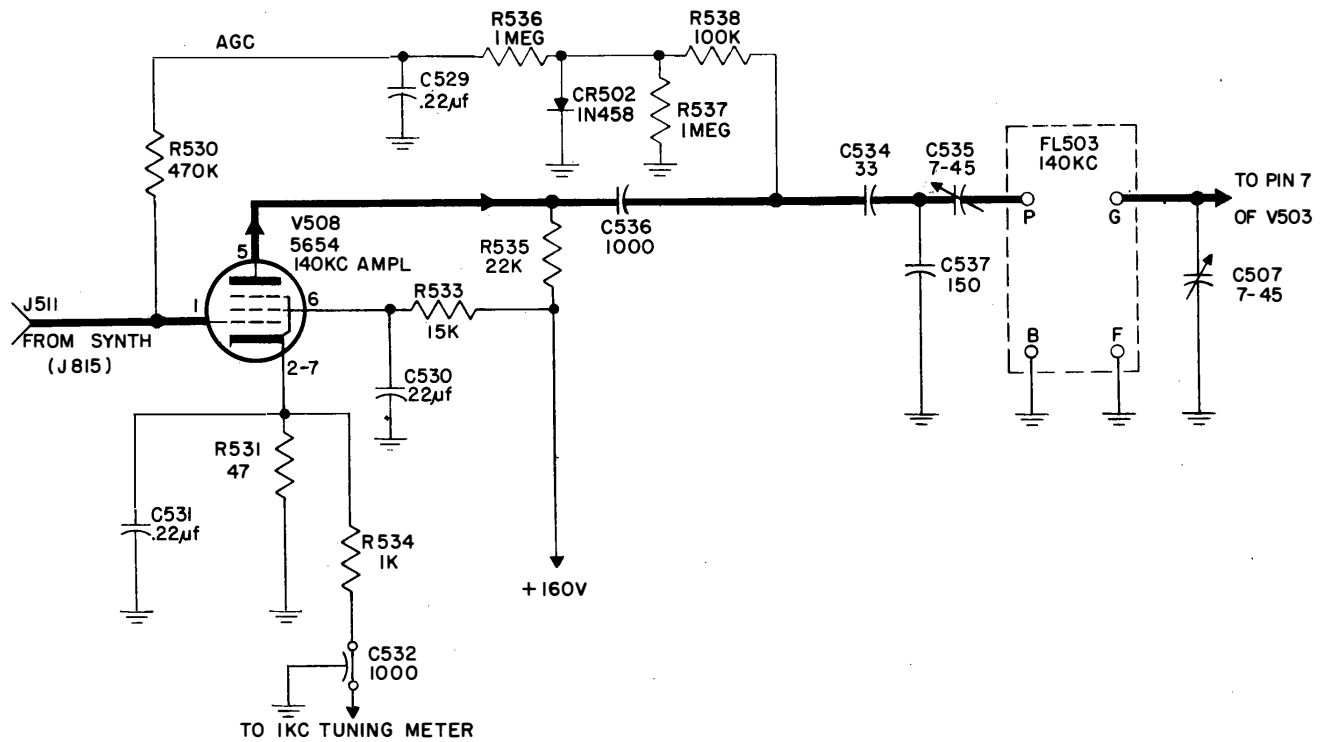 AGC
R536
1 MEG
R538
100K
C529
.22µf
CR502
1N458
R537
1MEG
R530
470K
C534
33
C535
7-45
FL503
140KC
TO PIN 7
OF V503
P
G
V508
5654
140KC AMPL
5
C536
1000
R535
22K
C537
150
C507
7-45
J511
1
6
R533
15K
FROM SYNTH
(J815)
2-7
C530
.22µf
B
F
R531
47
C531
.22µf
R534
1K
+160V
C532
1000
TO 1KC TUNING METER